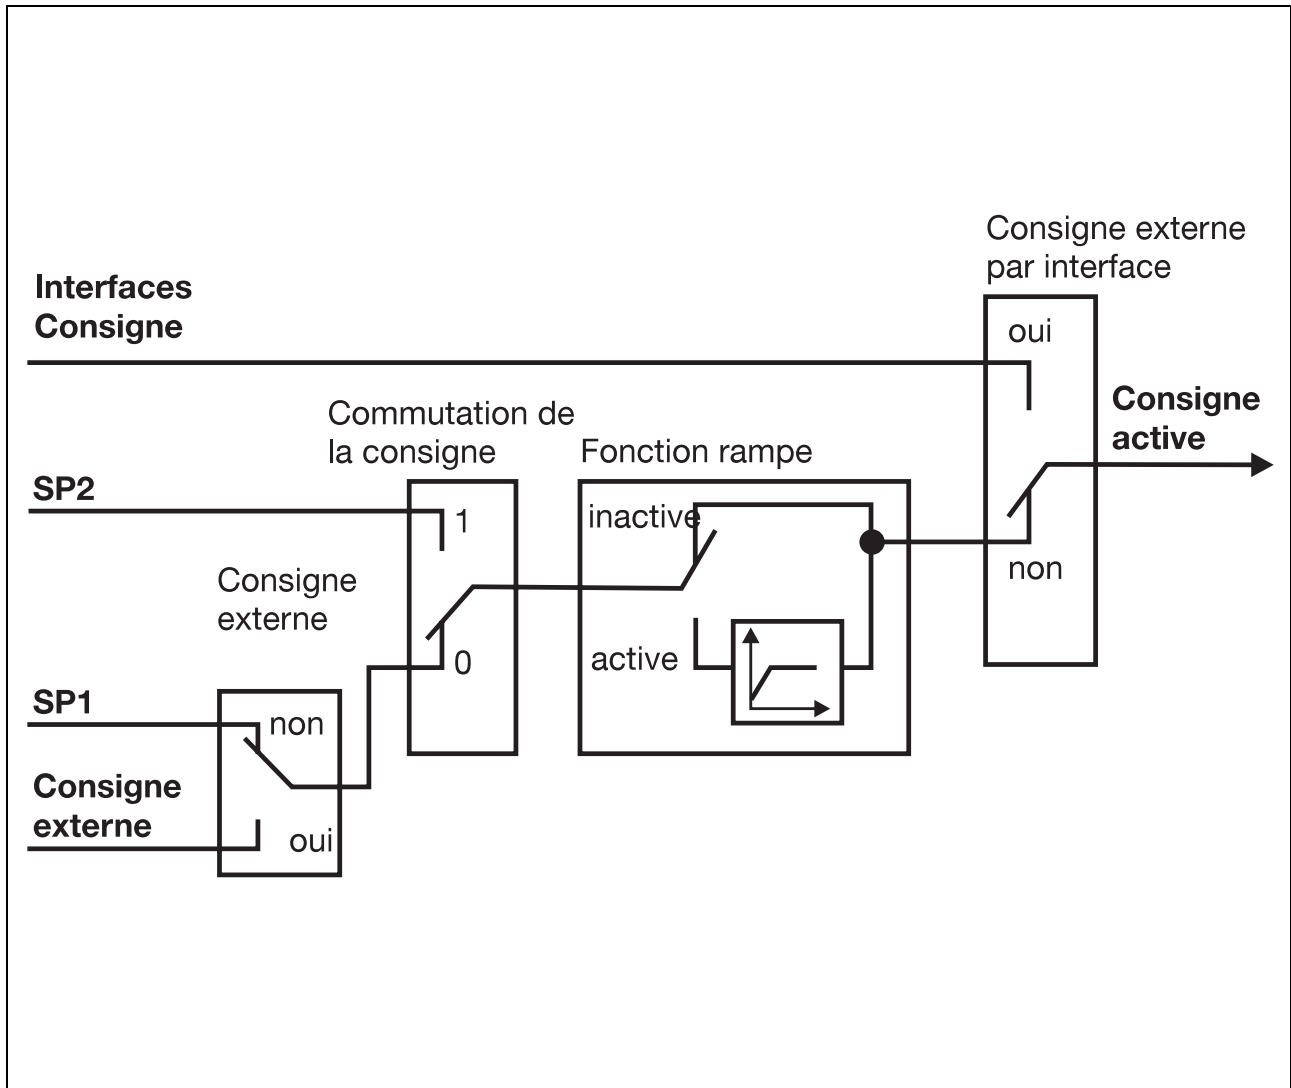 Consigne externe
par interface
Interfaces
Consigne
oui
Consigne
active
Commutation de
la consigne
Fonction rampe
SP2
1
inactive
Consigne
externe
non
0
active
SP1
non
Consigne
externe
oui